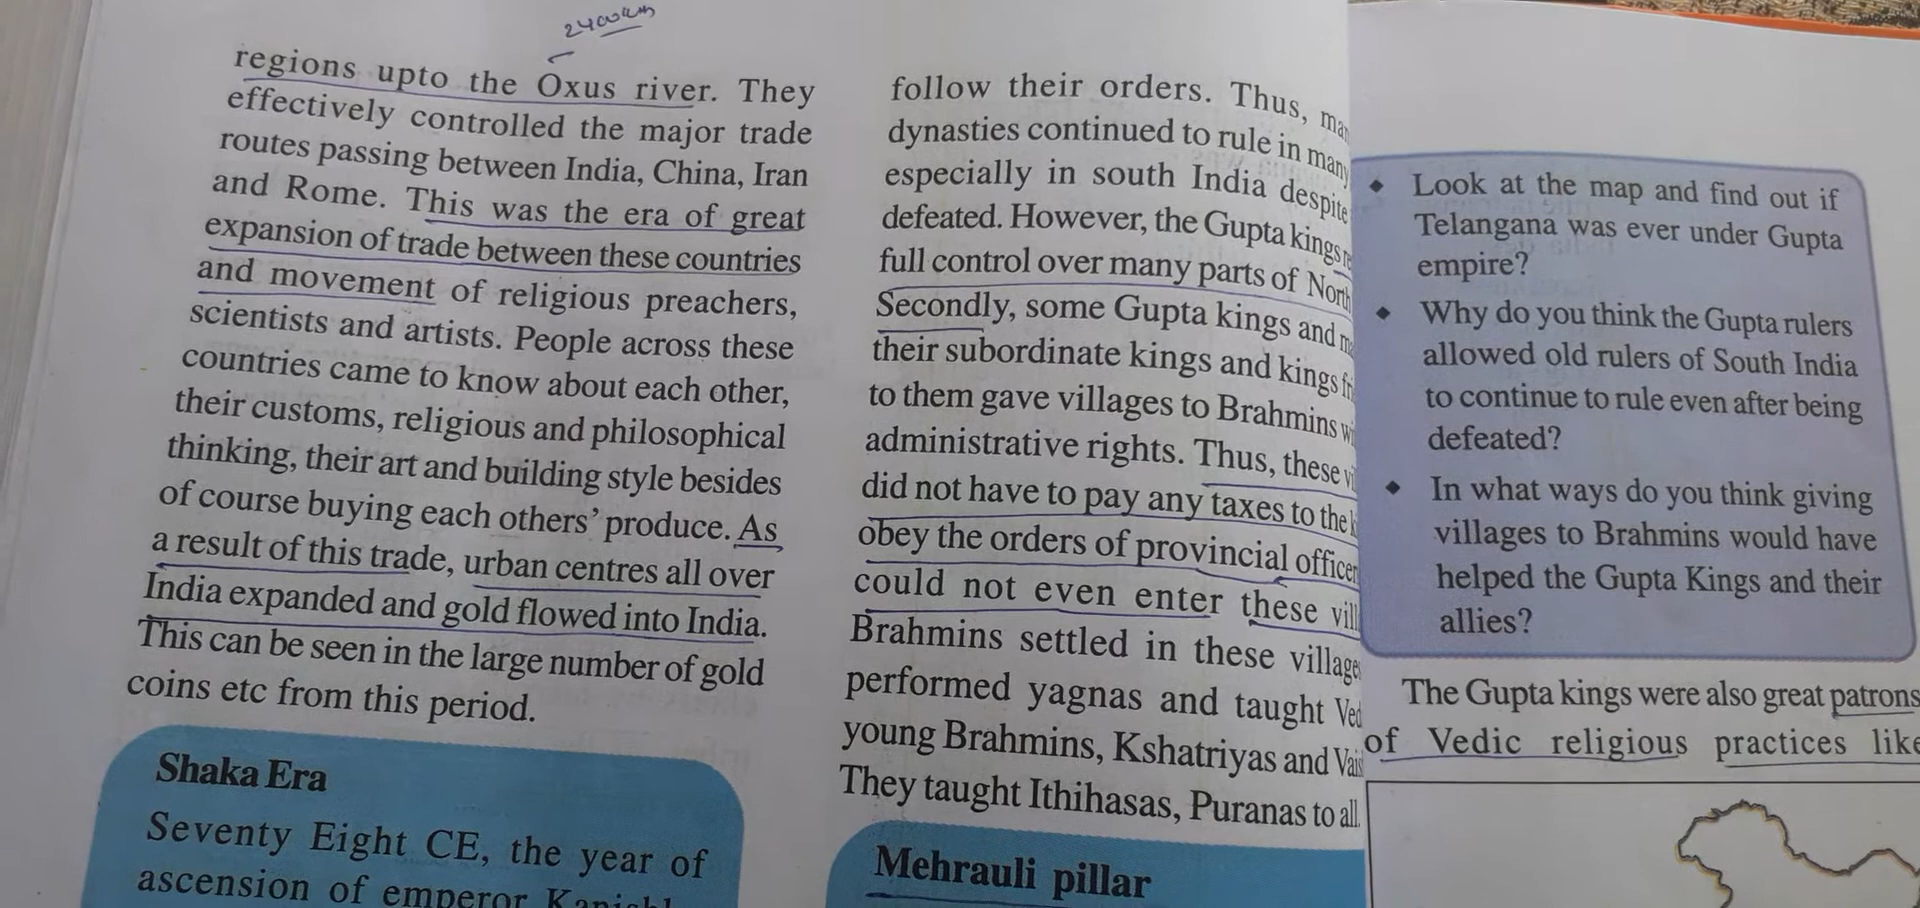 2400km
regions upto the Oxus river. They
effectively controlled the major trade
routes passing between India, China, Iran
and Rome. This was the era of great
expansion of trade between these countries
and movement of religious preachers,
scientists and artists. People across these
countries came to know about each other,
their customs, religious and philosophical
thinking, their art and building style besides
of course buying each others' produce. As
a result of this trade, urban centres all over
India expanded and gold flowed into India.
This can be seen in the large number of gold
coins etc from this period.
Shaka Era
Seventy Eight CE, the year of
ascension of emperor
follow their orders. Thus,
dynasties continued to rule in many
especially in south India despite
defeated. However, the Gupta kings
full control over many parts of North
Secondly, some Gupta kings and
their subordinate kings and kings
to them gave villages to Brahmins
administrative rights. Thus, these
did not have to pay any taxes to the
obey the orders of provincial officer
could not even enter these
Brahmins settled in these village
performed yagnas and taught
young Brahmins, Kshatriyas and
They taught Ithihasas, Puranas to all.
Mehrauli pillar
◆ Look at the map and find out if
Telangana was ever under Gupta
empire?
◆ Why do you think the Gupta rulers
allowed old rulers of South India
to continue to rule even after being
defeated?
◆ In what ways do you think giving
villages to Brahmins would have
helped the Gupta Kings and their
allies?
The Gupta kings were also great patrons
of Vedic religious practices like